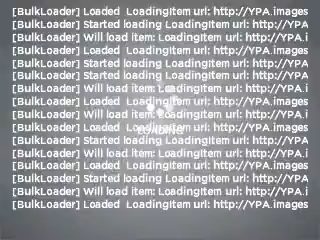 [BulkLoader] Loaded LoadingItem url: http://YPA.images
[BulkLoader] Started loading LoadingItem url: http://YPA
[BulkLoader] Will load item: LoadingItem url: http://YPA.i
[BulkLoader] Loaded LoadingItem url: http://YPA.images
[BulkLoader] Started loading LoadingItem url: http://YPA
[BulkLoader] Will load item: LoadingItem url: http://YPA.i
[BulkLoader] Will load item: LoadingItem url: http://YPA.i
[BulkLoader] Loaded LoadingItem url: http://YPA.images
[BulkLoader] Will load item: LoadingItem url: http://YPA.i
[BulkLoader] Loaded LoadingItem url: http://YPA.images
LOADING
[BulkLoader] Started loading LoadingItem url: http://YPA
[BulkLoader] Will load item: LoadingItem url: http://YPA.i
[BulkLoader] Loaded LoadingItem url: http://YPA.images
[BulkLoader] Started loading LoadingItem url: http://YPA
[BulkLoader] Will load item: LoadingItem url: http://YPA.i
[BulkLoader] Loaded LoadingItem url: http://YPA.images